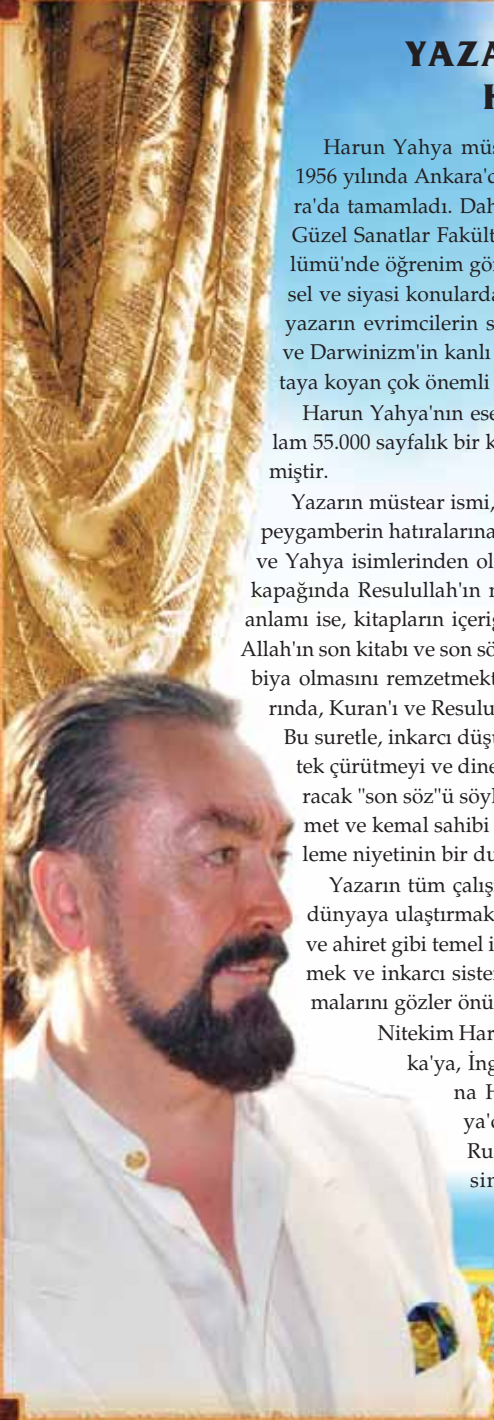 YAZA
H
Harun Yahya müs
1956 yılında Ankara'd
ra'da tamamladı. Dah
Güzel Sanatlar Fakült
lümü'nde öğrenim gör
sel ve siyasi konularda
yazarın evrimcilerin s
ve Darwinizm'in kanlı
taya koyan çok önemli
Harun Yahya'nın ese
lam 55.000 sayfalık bir k
miştir.
Yazarın müstear ismi,
peygamberin hatıralarına
ve Yahya isimlerinden ol
kapağında Resulullah'ın m
anlamı ise, kitapların içeriğ
Allah'ın son kitabı ve son sö
biya olmasını remzetmekt
rında, Kuran'ı ve Resulu
Bu suretle, inkarcı düşü
tek çürütmeyi ve dine
racak "son söz"ü söyl
met ve kemal sahibi
leme niyetinin bir du
Yazarın tüm çalış
dünyaya ulaştırmak
ve ahiret gibi temel i
mek ve inkarcı siste
malarını gözler önü
Nitekim Har
ka'ya, İng
na H
ya'd
Ru
sin